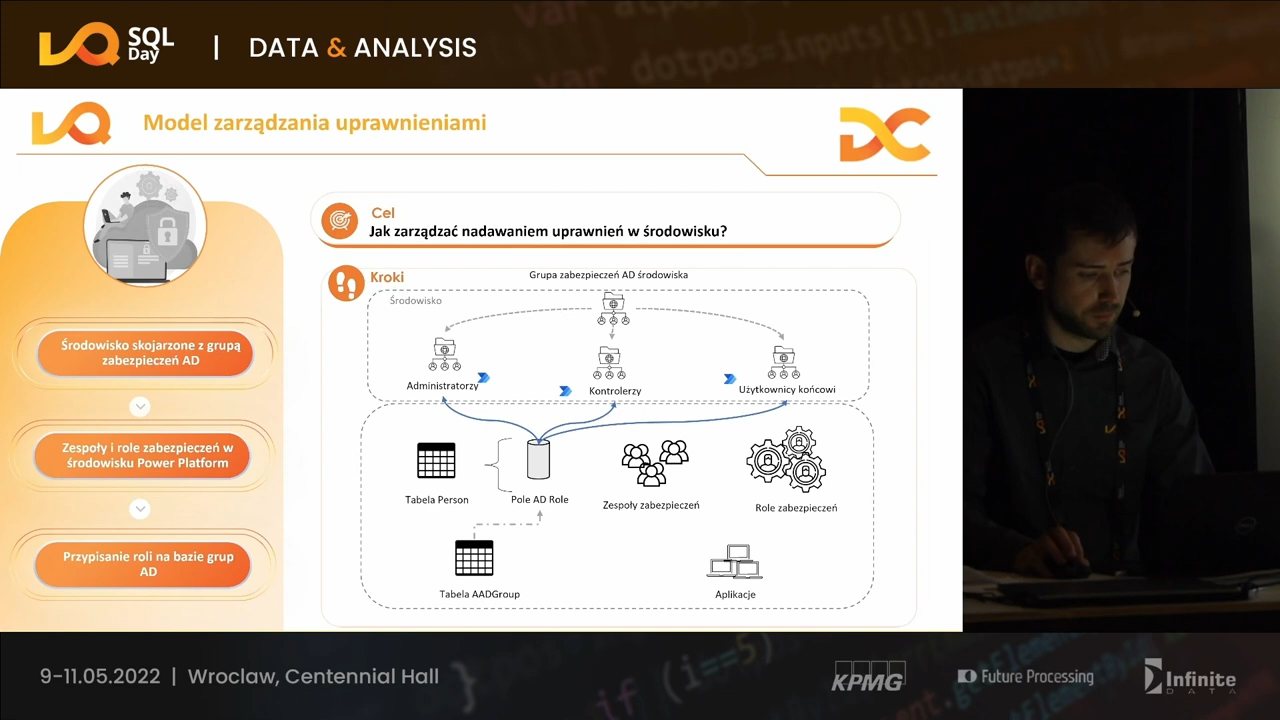 SQL
Day
| DATA & ANALYSIS
Model zarządzania uprawnieniami
Cel
Jak zarządzać nadawaniem uprawnień w środowisku?
Kroki
Grupa zabezpieczeń AD środowiska
Środowisko
Administratorzy
Kontrolerzy
Użytkownicy końcowi
Tabela Person
Pole AD Role
Zespoły zabezpieczeń
Role zabezpieczeń
Tabela AADGroup
Aplikacje
Środowisko skojarzone z grupą
zabezpieczeń AD
Zespoły i role zabezpieczeń w
środowisku Power Platform
Przypisanie roli na bazie grup
AD
9-11.05.2022 | Wroclaw, Centennial Hall
KPMG
Future Processing
Infinite
DATA